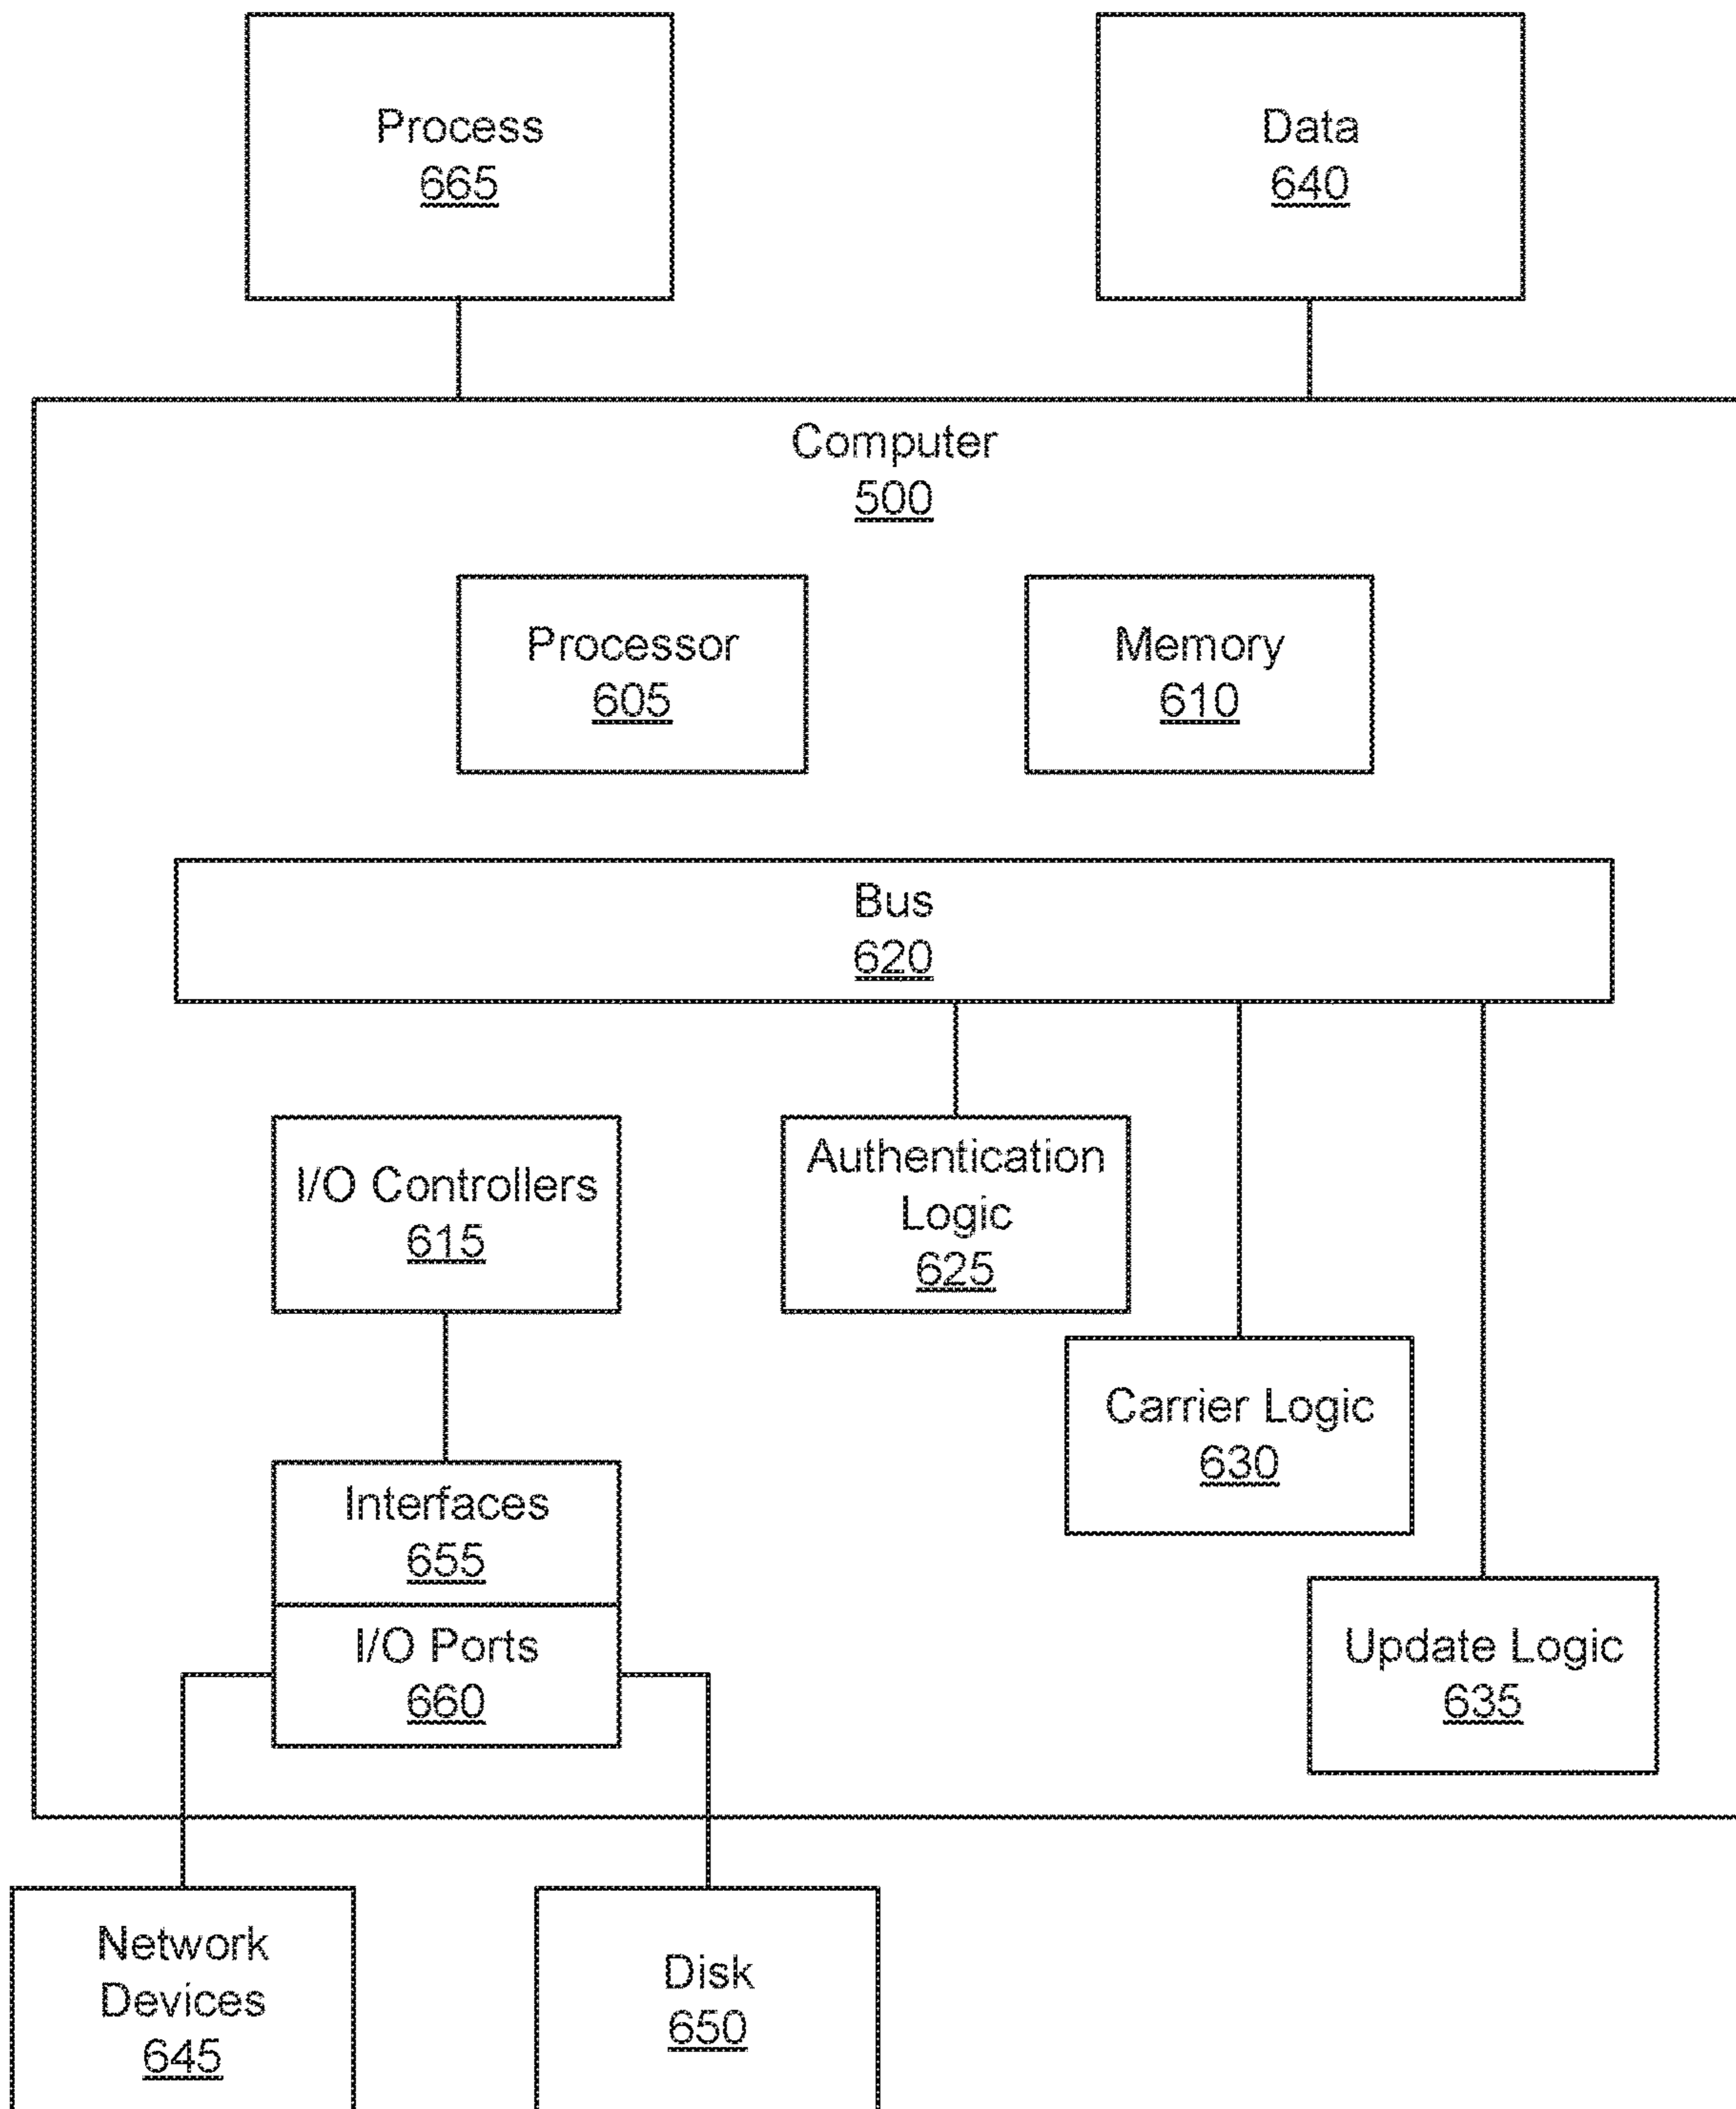 Process
665
Data
640
Computer
500
Processor
605
Memory
610
Bus
620
I/O Controllers
615
Authentication
Logic
625
Carrier Logic
630
Interfaces
655
I/O Ports
660
Update Logic
635
Network
Devices
645
Disk
650